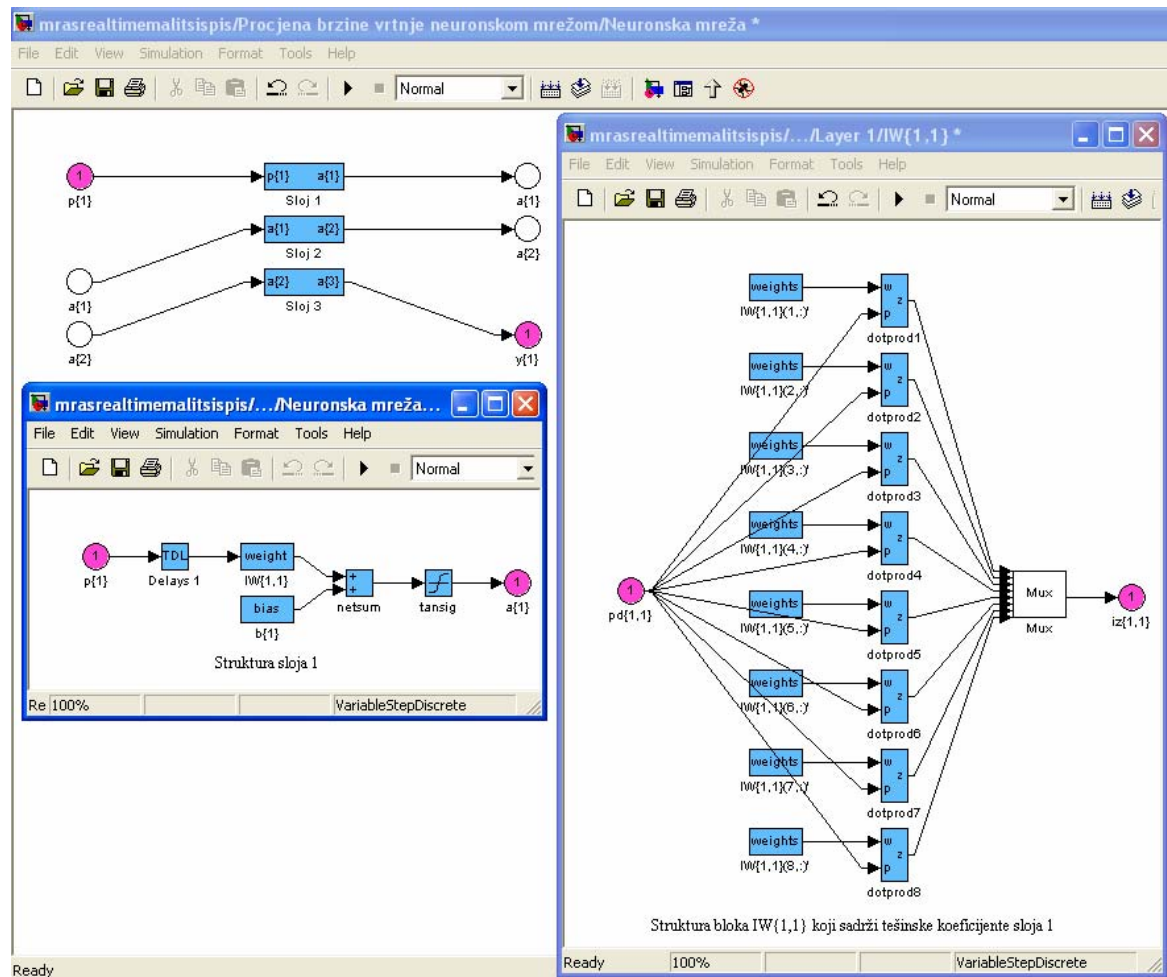 mrasrealtimemalitsispis/Procjena brzine vrtnje neuronskom mrežom/Neuronska mreža *
File Edit View Simulation Format Tools Help
Normal
1
p{1}
p{1} a{1}
Sloj 1
a{1}
a{1} a{2}
Sloj 2
a{2}
a{1}
a{2} a{3}
Sloj 3
a{2}
1
y{1}
Ready
mrasrealtimemalitsispis/.../Neuronska mreža...
File Edit View Simulation Format Tools Help
Normal
1
p{1}
TDL
Delays 1
weight
IW{1,1}
bias
b{1}
+
+
netsum
tansig
1
a{1}
Struktura sloja 1
Re 100% VariableStepDiscrete
mrasrealtimemalitsispis/.../Layer 1/IW{1,1} *
File Edit View Simulation Format Tools Help
Normal
weights
IW{1,1}(1,:)'
w
p z
dotprod1
weights
IW{1,1}(2,:)'
w
p z
dotprod2
weights
IW{1,1}(3,:)'
w
p z
dotprod3
weights
IW{1,1}(4,:)'
w
p z
dotprod4
1
pd{1,1}
weights
IW{1,1}(5,:)'
w
p z
dotprod5
Mux
Mux
1
iz{1,1}
weights
IW{1,1}(6,:)'
w
p z
dotprod6
weights
IW{1,1}(7,:)'
w
p z
dotprod7
weights
IW{1,1}(8,:)'
w
p z
dotprod8
Struktura bloka IW{1,1} koji sadrži tešinske koeficijente sloja 1
Ready 100% VariableStepDiscrete